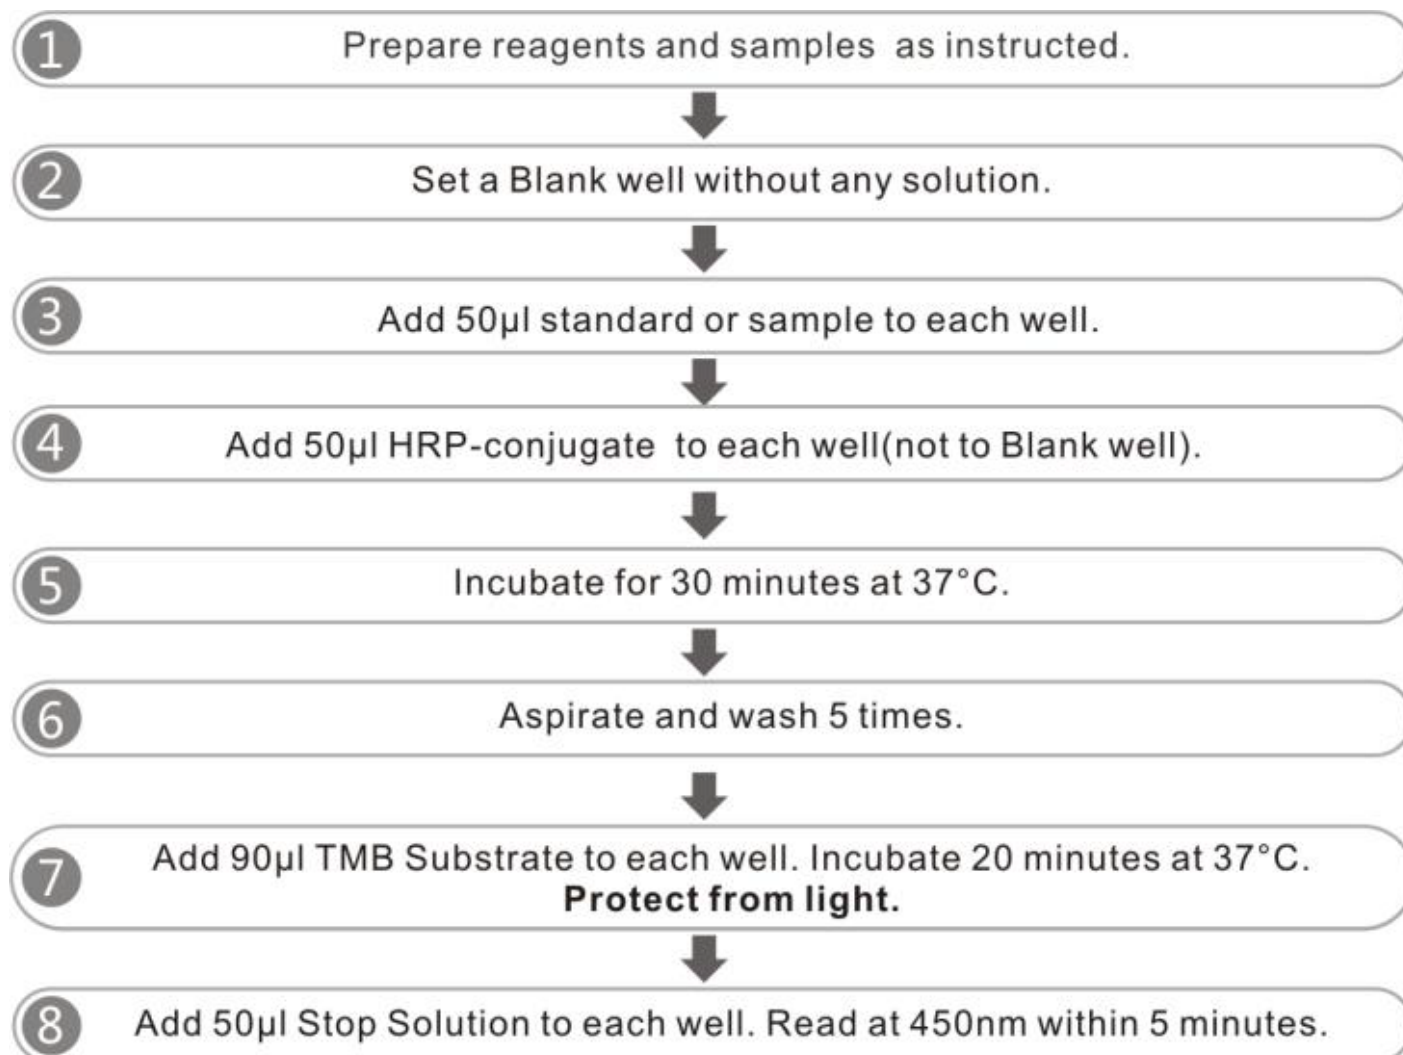 1 Prepare reagents and samples as instructed.
2 Set a Blank well without any solution.
3 Add 50μl standard or sample to each well.
4 Add 50μl HRP-conjugate to each well(not to Blank well).
5 Incubate for 30 minutes at 37°C.
6 Aspirate and wash 5 times.
7 Add 90μl TMB Substrate to each well. Incubate 20 minutes at 37°C.
Protect from light.
8 Add 50μl Stop Solution to each well. Read at 450nm within 5 minutes.